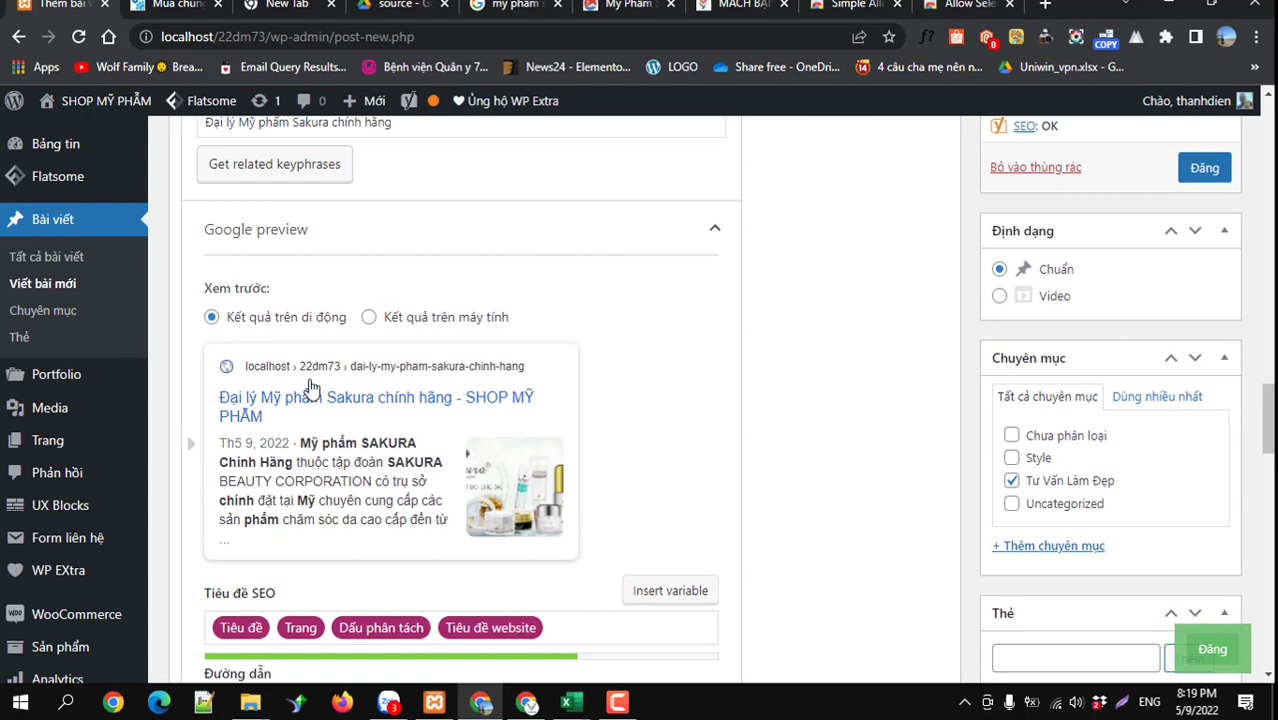 Thêm bài v
Mua chung
New Tab
source - G
mỹ phẩm s
Mỹ Phẩm S
MẠCH BẢ
Simple Allo
Allow Selec
localhost/22dm73/wp-admin/post-new.php
COPY
Apps
Wolf Family Brea...
Email Query Results...
Bệnh viện Quân y 7...
News24 - Elemento...
LOGO
Share free - OneDri...
4 câu cha mẹ nên n...
Uniwin_vpn.xlsx - G...
SHOP MỸ PHẨM
Flatsome
1
0
Mới
Ủng hộ WP Extra
Chào, thanhdien
Bảng tin
Flatsome
Bài viết
Tất cả bài viết
Viết bài mới
Chuyên mục
Thẻ
Portfolio
Media
Trang
Phản hồi
UX Blocks
Form liên hệ
WP EXtra
WooCommerce
Sản phẩm
Analytics
Đại lý Mỹ phẩm Sakura chính hãng
Get related keyphrases
Google preview
Xem trước:
Kết quả trên di động
Kết quả trên máy tính
localhost › 22dm73 › dai-ly-my-pham-sakura-chinh-hang
Đại lý Mỹ phẩm Sakura chính hãng - SHOP MỸ
PHẨM
Th5 9, 2022 · Mỹ phẩm SAKURA
Chính Hãng thuộc tập đoàn SAKURA
BEAUTY CORPORATION có trụ sở
chính đặt tại Mỹ chuyên cung cấp các
sản phẩm chăm sóc da cao cấp đến từ
...
Tiêu đề SEO
Insert variable
Tiêu đề
Trang
Dấu phân tách
Tiêu đề website
Đường dẫn
SEO: OK
Bỏ vào thùng rác
Đăng
Định dạng
Chuẩn
Video
Chuyên mục
Tất cả chuyên mục
Dùng nhiều nhất
Chưa phân loại
Style
Tư Vấn Làm Đẹp
Uncategorized
+ Thêm chuyên mục
Thẻ
Đăng
3
ENG
8:19 PM
5/9/2022